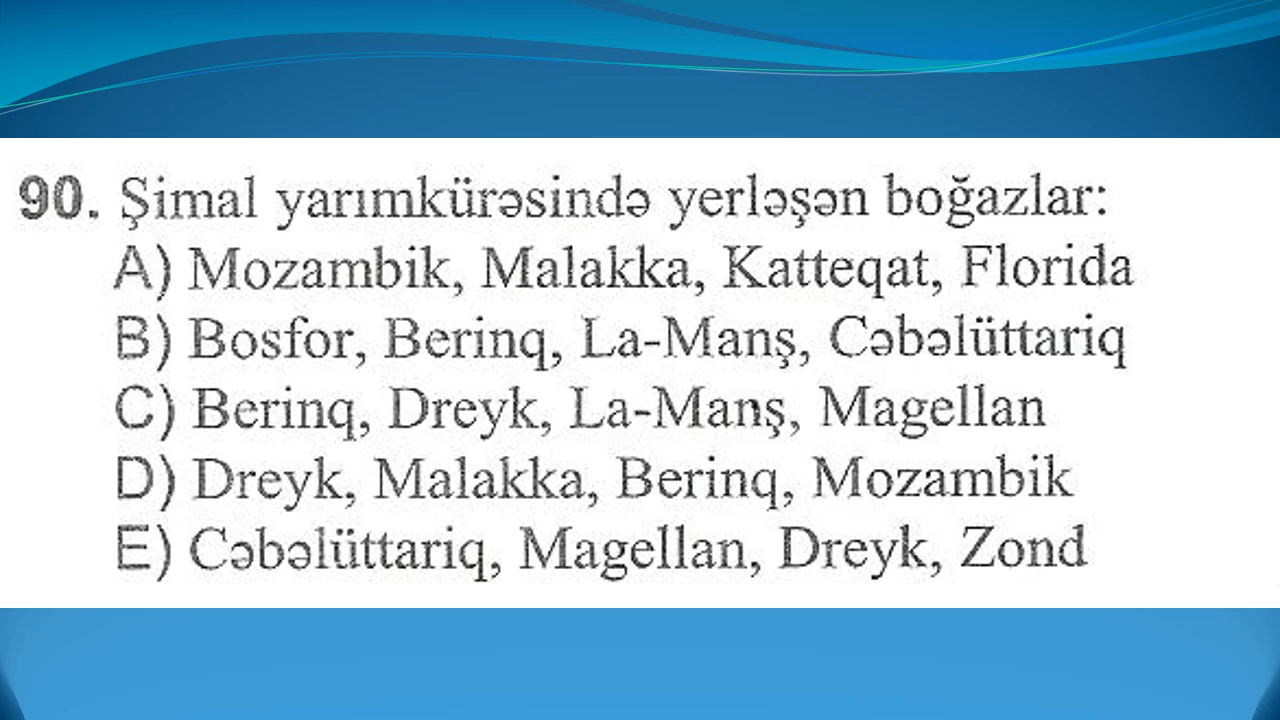 90. Şimal yarımkürəsində yerləşən boğazlar:
A) Mozambik, Malakka, Katteqat, Florida
B) Bosfor, Berinq, La-Manş, Cəbəlüttariq
C) Berinq, Dreyk, La-Manş, Magellan
D) Dreyk, Malakka, Berinq, Mozambik
E) Cəbəlüttariq, Magellan, Dreyk, Zond